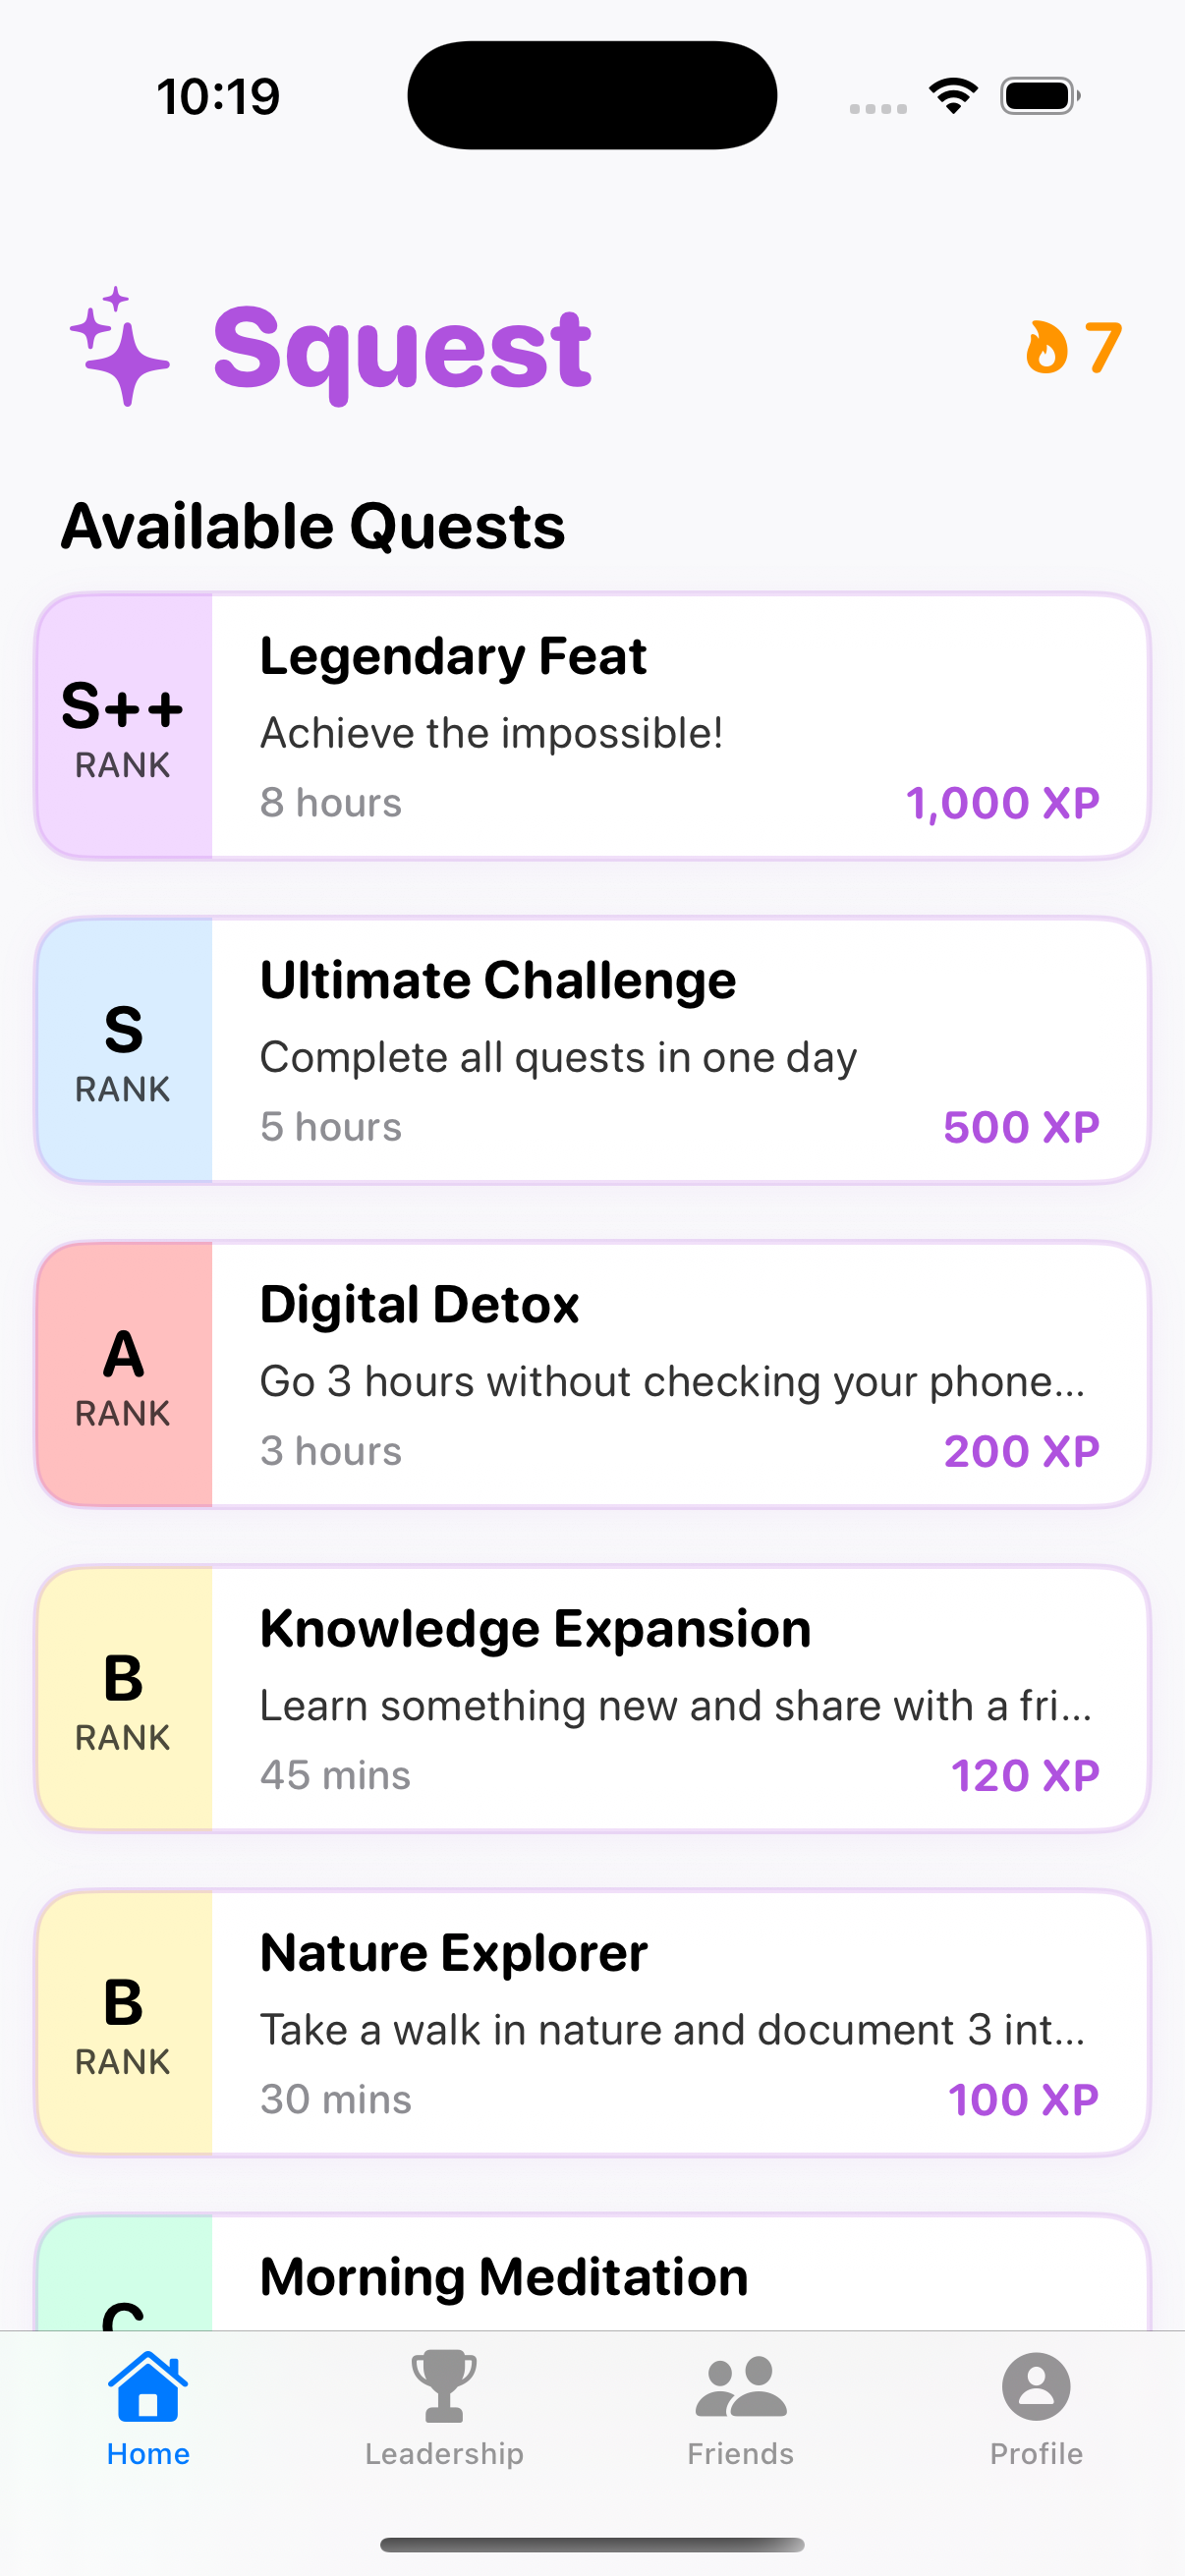 10:19
Squest
7
Available Quests
S++
RANK
Legendary Feat
Achieve the impossible!
8 hours
1,000 XP
S
RANK
Ultimate Challenge
Complete all quests in one day
5 hours
500 XP
A
RANK
Digital Detox
Go 3 hours without checking your phone...
3 hours
200 XP
B
RANK
Knowledge Expansion
Learn something new and share with a fri...
45 mins
120 XP
B
RANK
Nature Explorer
Take a walk in nature and document 3 int...
30 mins
100 XP
C
Morning Meditation
Home
Leadership
Friends
Profile